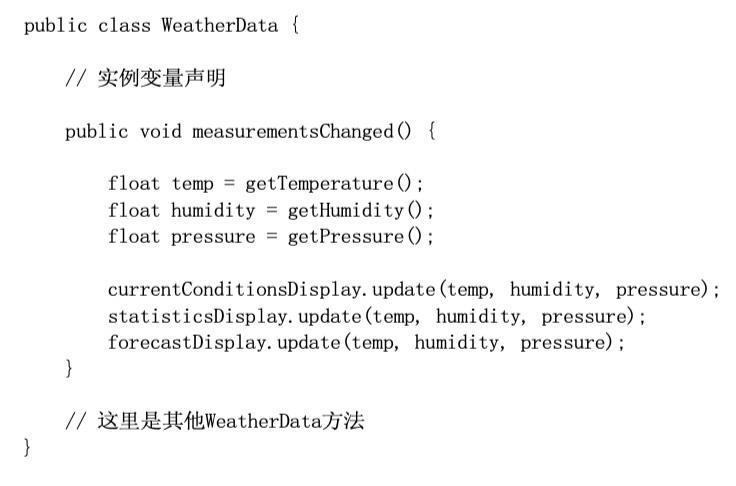 public class WeatherData {
// 实例变量声明
public void measurementsChanged() {
float temp = getTemperature();
float humidity = getHumidity();
float pressure = getPressure();
currentConditionsDisplay.update(temp, humidity, pressure);
statisticsDisplay.update(temp, humidity, pressure);
forecastDisplay.update(temp, humidity, pressure);
}
// 这里是其他WeatherData方法
}